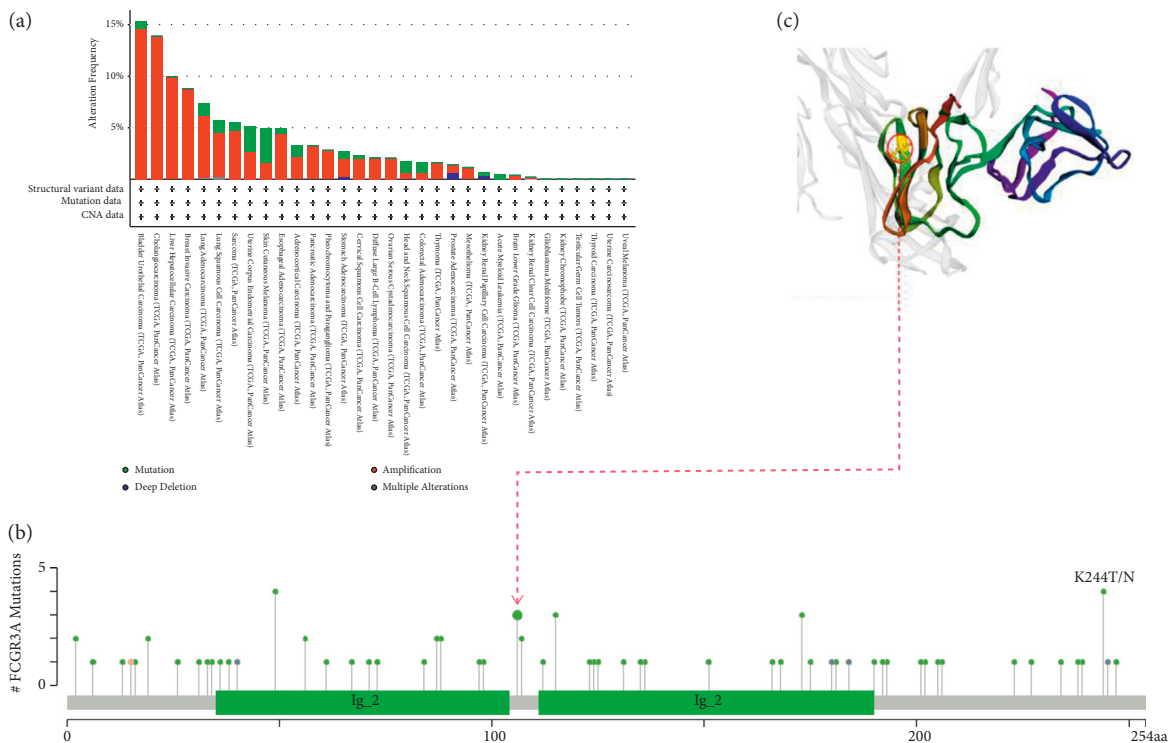 (a)
15%
10%
5%
Alteration Frequency
Structural variant data
Mutation data
CNA data
Bladder Urothelial Carcinoma (TCGA, PanCancer Atlas)
Cholangiocarcinoma (TCGA, PanCancer Atlas)
Liver Hepatocellular Carcinoma (TCGA, PanCancer Atlas)
Breast Invasive Carcinoma (TCGA, PanCancer Atlas)
Lung Adenocarcinoma (TCGA, PanCancer Atlas)
Lung Squamous Cell Carcinoma (TCGA, PanCancer Atlas)
Sarcoma (TCGA, PanCancer Atlas)
Uterine Corpus Endometrial Carcinoma (TCGA, PanCancer Atlas)
Skin Cutaneous Melanoma (TCGA, PanCancer Atlas)
Esophageal Adenocarcinoma (TCGA, PanCancer Atlas)
Adrenocortical Carcinoma (TCGA, PanCancer Atlas)
Pancreatic Adenocarcinoma (TCGA, PanCancer Atlas)
Pheochromocytoma and Paraganglioma (TCGA, PanCancer Atlas)
Stomach Adenocarcinoma (TCGA, PanCancer Atlas)
Cervical Squamous Cell Carcinoma (TCGA, PanCancer Atlas)
Diffuse Large B-Cell Lymphoma (TCGA, PanCancer Atlas)
Ovarian Serous Cystadenocarcinoma (TCGA, PanCancer Atlas)
Head and Neck Squamous Cell Carcinoma (TCGA, PanCancer Atlas)
Colorectal Adenocarcinoma (TCGA, PanCancer Atlas)
Thymoma (TCGA, PanCancer Atlas)
Prostate Adenocarcinoma (TCGA, PanCancer Atlas)
Mesothelioma (TCGA, PanCancer Atlas)
Kidney Renal Papillary Cell Carcinoma (TCGA, PanCancer Atlas)
Acute Myeloid Leukemia (TCGA, PanCancer Atlas)
Brain Lower Grade Glioma (TCGA, PanCancer Atlas)
Kidney Renal Clear Cell Carcinoma (TCGA, PanCancer Atlas)
Glioblastoma Multiforme (TCGA, PanCancer Atlas)
Kidney Chromophobe (TCGA, PanCancer Atlas)
Testicular Germ Cell Tumors (TCGA, PanCancer Atlas)
Thyroid Carcinoma (TCGA, PanCancer Atlas)
Uterine Carcinosarcoma (TCGA, PanCancer Atlas)
Uveal Melanoma (TCGA, PanCancer Atlas)
Mutation
Amplification
Deep Deletion
Multiple Alterations
(c)
(b)
# FCGR3A Mutations
5
0
K244T/N
Ig_2
Ig_2
0
100
200
254aa